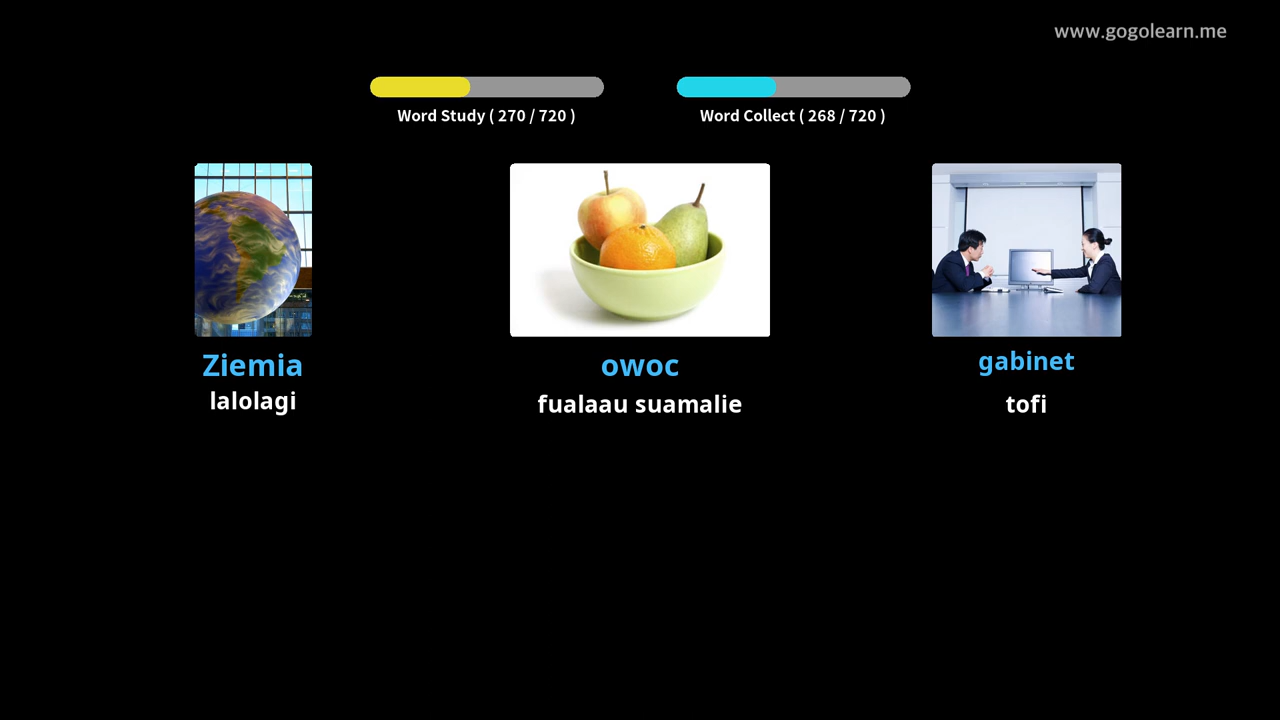 www.gogolearn.me
Word Study ( 270 / 720 )
Word Collect ( 268 / 720 )
Ziemia
lalolagi
owoc
fualaau suamalie
gabinet
tofi